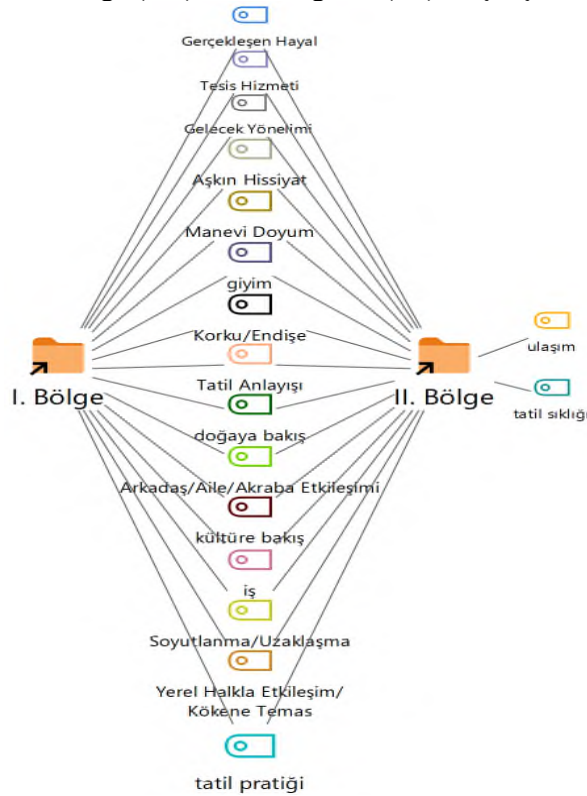 Gerçekleşen Hayal
Tesis Hizmeti
Gelecek Yönelimi
Aşkın Hissiyat
Manevi Doyum
giyim
Korku/Endişe
Tatil Anlayışı
doğaya bakış
Arkadaş/Aile/Akraba Etkileşimi
kültüre bakış
iş
Soyutlanma/Uzaklaşma
Yerel Halkla Etkileşim/
Kökene Temas
tatil pratiği
I. Bölge
II. Bölge
ulaşım
tatil sıklığı